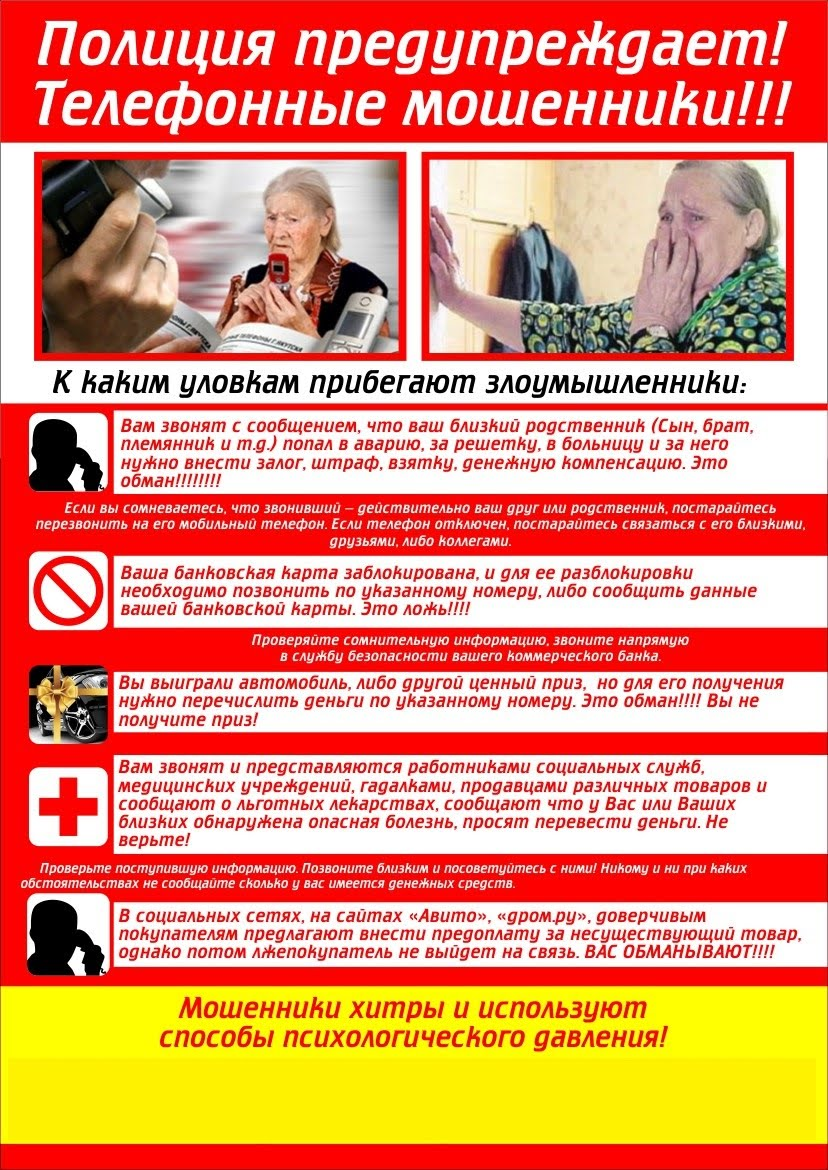 Полиция предупреждает!
Телефонные мошенники!!!
К каким уловкам прибегают злоумышленники:
Вам звонят с сообщением, что ваш близкий родственник (Сын, брат,
племянник и т.д.) попал в аварию, за решетку, в больницу и за него
нужно внести залог, штраф, взятку, денежную компенсацию. Это
обман!!!!!!!!
Если вы сомневаетесь, что звонивший – действительно ваш друг или родственник, постарайтесь
перезвонить на его мобильный телефон. Если телефон отключен, постарайтесь связаться с его близкими,
друзьями, либо коллегами.
Ваша банковская карта заблокирована, и для ее разблокировки
необходимо позвонить по указанному номеру, либо сообщить данные
вашей банковской карты. Это ложь!!!!
Проверяйте сомнительную информацию, звоните напрямую
в службу безопасности вашего коммерческого банка.
Вы выиграли автомобиль, либо другой ценный приз, но для его получения
нужно перечислить деньги по указанному номеру. Это обман!!!! Вы не
получите приз!
Вам звонят и представляются работниками социальных служб,
медицинских учреждений, гадалками, продавцами различных товаров и
сообщают о льготных лекарствах, сообщают что у Вас или Ваших
близких обнаружена опасная болезнь, просят перевести деньги. Не
верьте!
Проверьте поступившую информацию. Позвоните близким и посоветуйтесь с ними! Никому и ни при каких
обстоятельствах не сообщайте сколько у вас имеется денежных средств.
В социальных сетях, на сайтах «Авито», «дром.ру», доверчивым
покупателям предлагают внести предоплату за несуществующий товар,
однако потом лжепокупатель не выйдет на связь. ВАС ОБМАНЫВАЮТ!!!!
Мошенники хитры и используют
способы психологического давления!